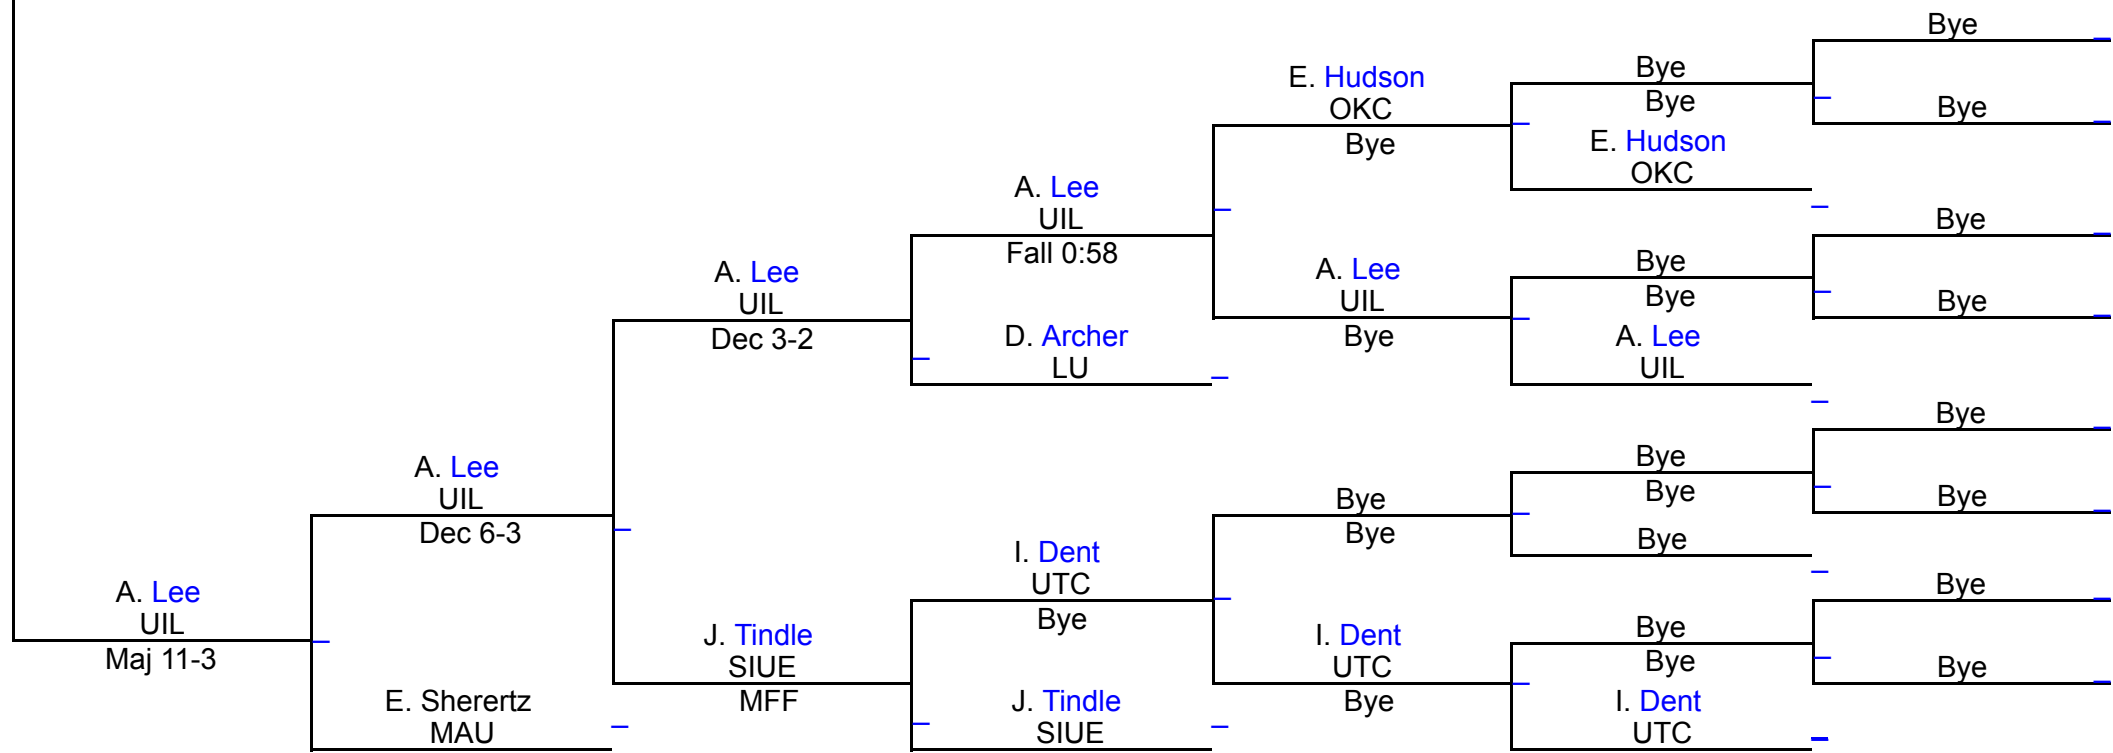 Bye
Bye
E. Hudson
OKC
Bye
Bye
Bye
E. Hudson
OKC
A. Lee
UIL
Fall 0:58
Bye
Bye
Bye
Bye
A. Lee
UIL
Bye
A. Lee
UIL
A. Lee
UIL
Dec 3-2
D. Archer
LU
Bye
Bye
Bye
Bye
Bye
Bye
Bye
A. Lee
UIL
Dec 6-3
I. Dent
UTC
Bye
Bye
Bye
Bye
Bye
I. Dent
UTC
Bye
I. Dent
UTC
A. Lee
UIL
Maj 11-3
J. Tindle
SIUE
MFF
J. Tindle
SIUE
E. Sherertz
MAU